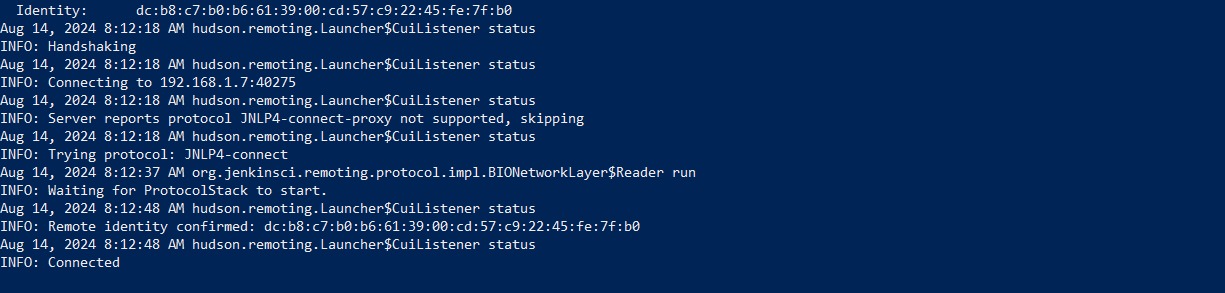 Identity: dc:b8:c7:b0:b6:61:39:00:cd:57:c9:22:45:fe:7f:b0
Aug 14, 2024 8:12:18 AM hudson.remoting.Launcher$CuiListener status
INFO: Handshaking
Aug 14, 2024 8:12:18 AM hudson.remoting.Launcher$CuiListener status
INFO: Connecting to 192.168.1.7:40275
Aug 14, 2024 8:12:18 AM hudson.remoting.Launcher$CuiListener status
INFO: Server reports protocol JNLP4-connect-proxy not supported, skipping
Aug 14, 2024 8:12:18 AM hudson.remoting.Launcher$CuiListener status
INFO: Trying protocol: JNLP4-connect
Aug 14, 2024 8:12:37 AM org.jenkinsci.remoting.protocol.impl.BIONetworkLayer$Reader run
INFO: Waiting for ProtocolStack to start.
Aug 14, 2024 8:12:48 AM hudson.remoting.Launcher$CuiListener status
INFO: Remote identity confirmed: dc:b8:c7:b0:b6:61:39:00:cd:57:c9:22:45:fe:7f:b0
Aug 14, 2024 8:12:48 AM hudson.remoting.Launcher$CuiListener status
INFO: Connected